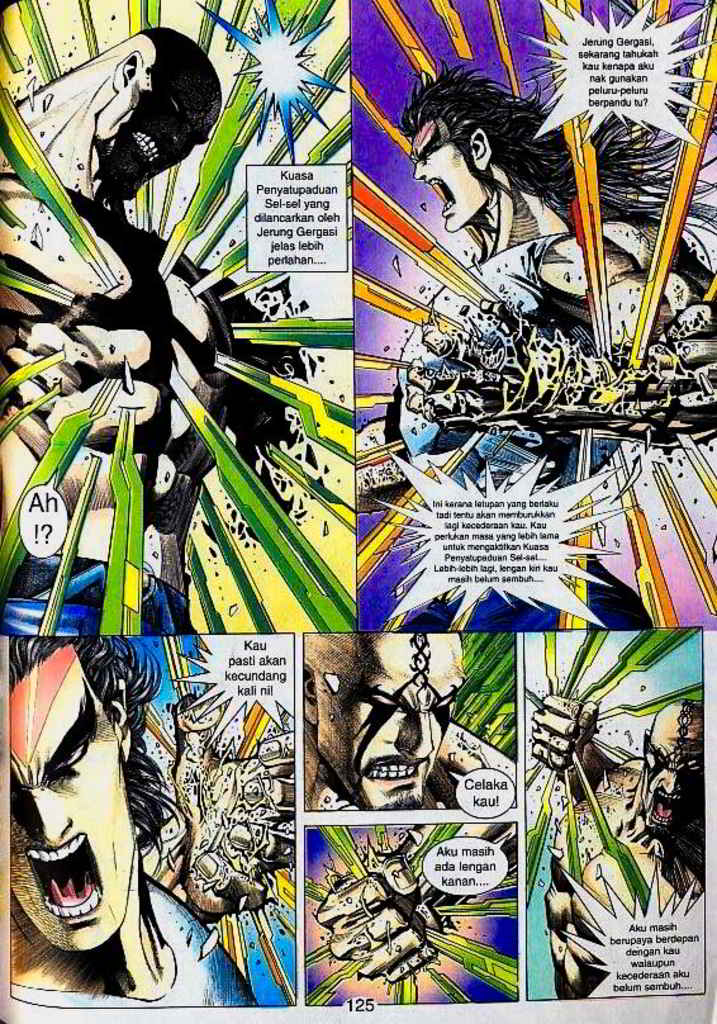 Kuasa
Penyatupaduan
Sel-sel yang
dilancarkan oleh
Jerung Gergasi
jelas lebih
perlahan....
Ah
!?
Jerung Gergasi,
sekarang tahukah
kau kenapa aku
nak gunakan
peluru-peluru
berpandu tu?
Ini kerana letupan yang berlaku
tadi tentu akan memburukkan
lagi kecederaan kau. Kau
perlukan masa yang lebih lama
untuk mengaktifkan Kuasa
Penyatupaduan Sel-sel....
Lebih-lebih lagi, lengan kiri kau
masih belum sembuh....
Kau
pasti akan
kecundang
kali ni!
Celaka
kau!
Aku masih
ada lengan
kanan....
Aku masih
berupaya berdepan
dengan kau
walaupun
kecederaan aku
belum sembuh....
125